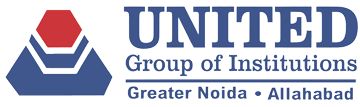 UNITED
Group of Institutions
Greater Noida • Allahabad